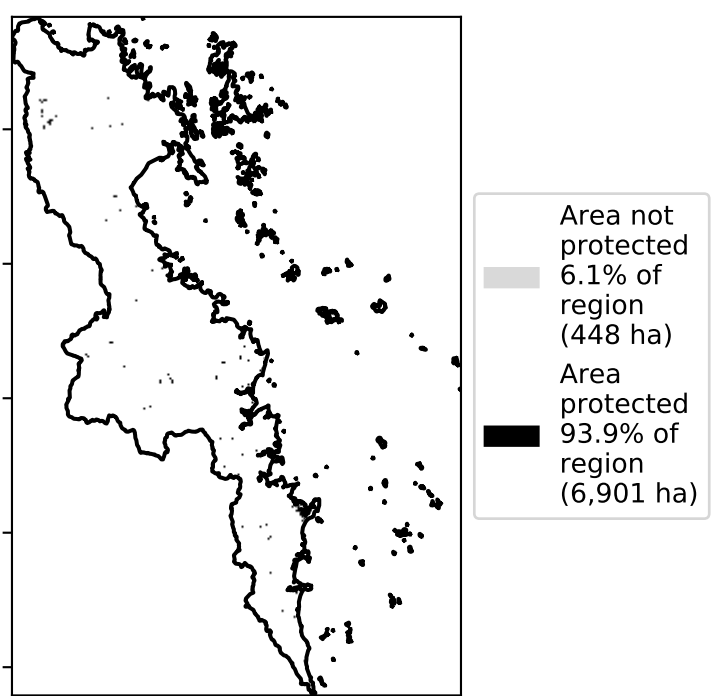 Area not
protected
6.1% of
region
(448 ha)
Area
protected
93.9% of
region
(6,901 ha)